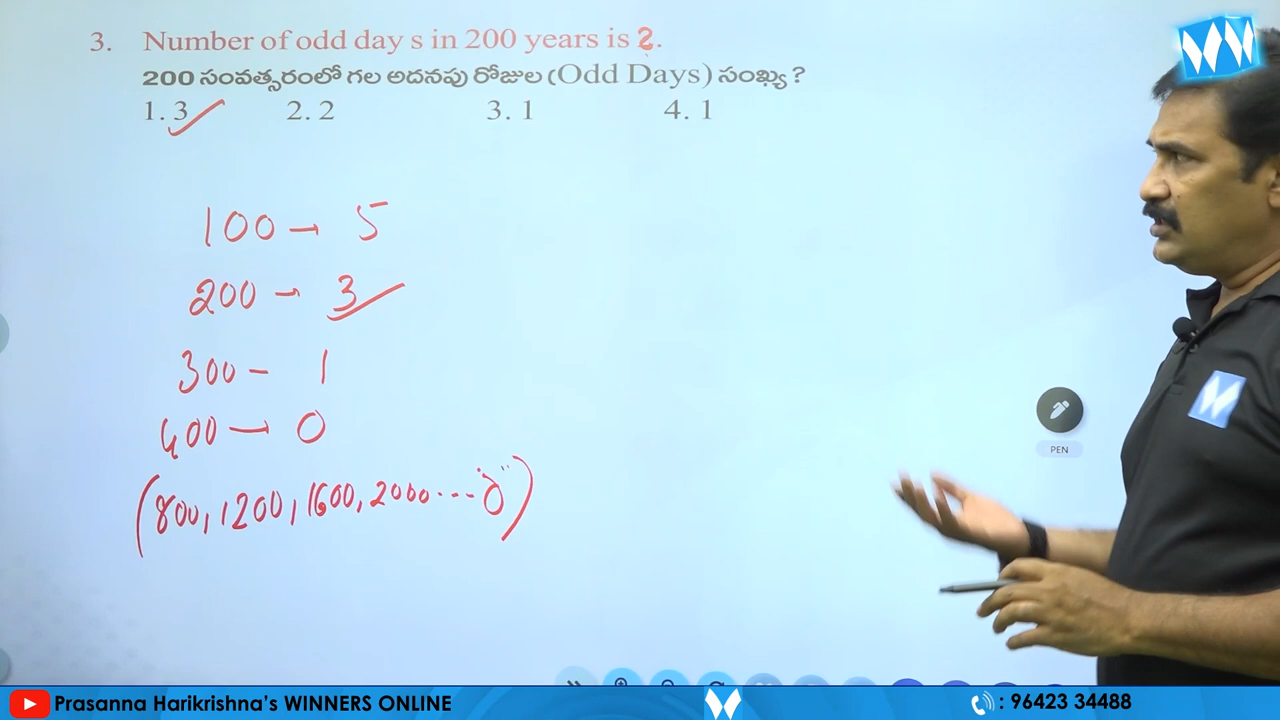 3. Number of odd day s in 200 years is 2.
200 సంవత్సరంలో గల అదనపు రోజుల (Odd Days) సంఖ్య ?
1. 3 2. 2 3. 1 4. 1
100 → 5
200 → 3
300 - 1
400 → 0
(800, 1200, 1600, 2000 ... 0)
PEN
Prasanna Harikrishna's WINNERS ONLINE
: 96423 34488